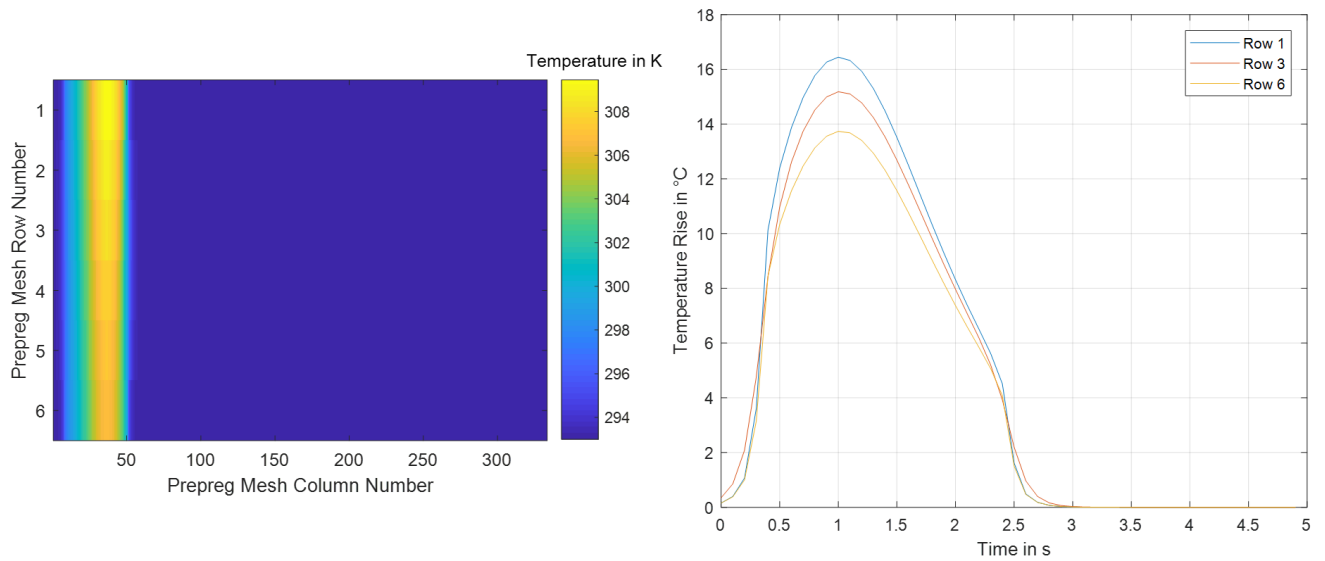 Temperature in K
Prepreg Mesh Row Number
1
2
3
4
5
6
50 100 150 200 250 300
Prepreg Mesh Column Number
308
306
304
302
300
298
296
294
Temperature Rise in °C
18
16
14
12
10
8
6
4
2
0
0 0.5 1 1.5 2 2.5 3 3.5 4 4.5 5
Time in s
Row 1
Row 3
Row 6